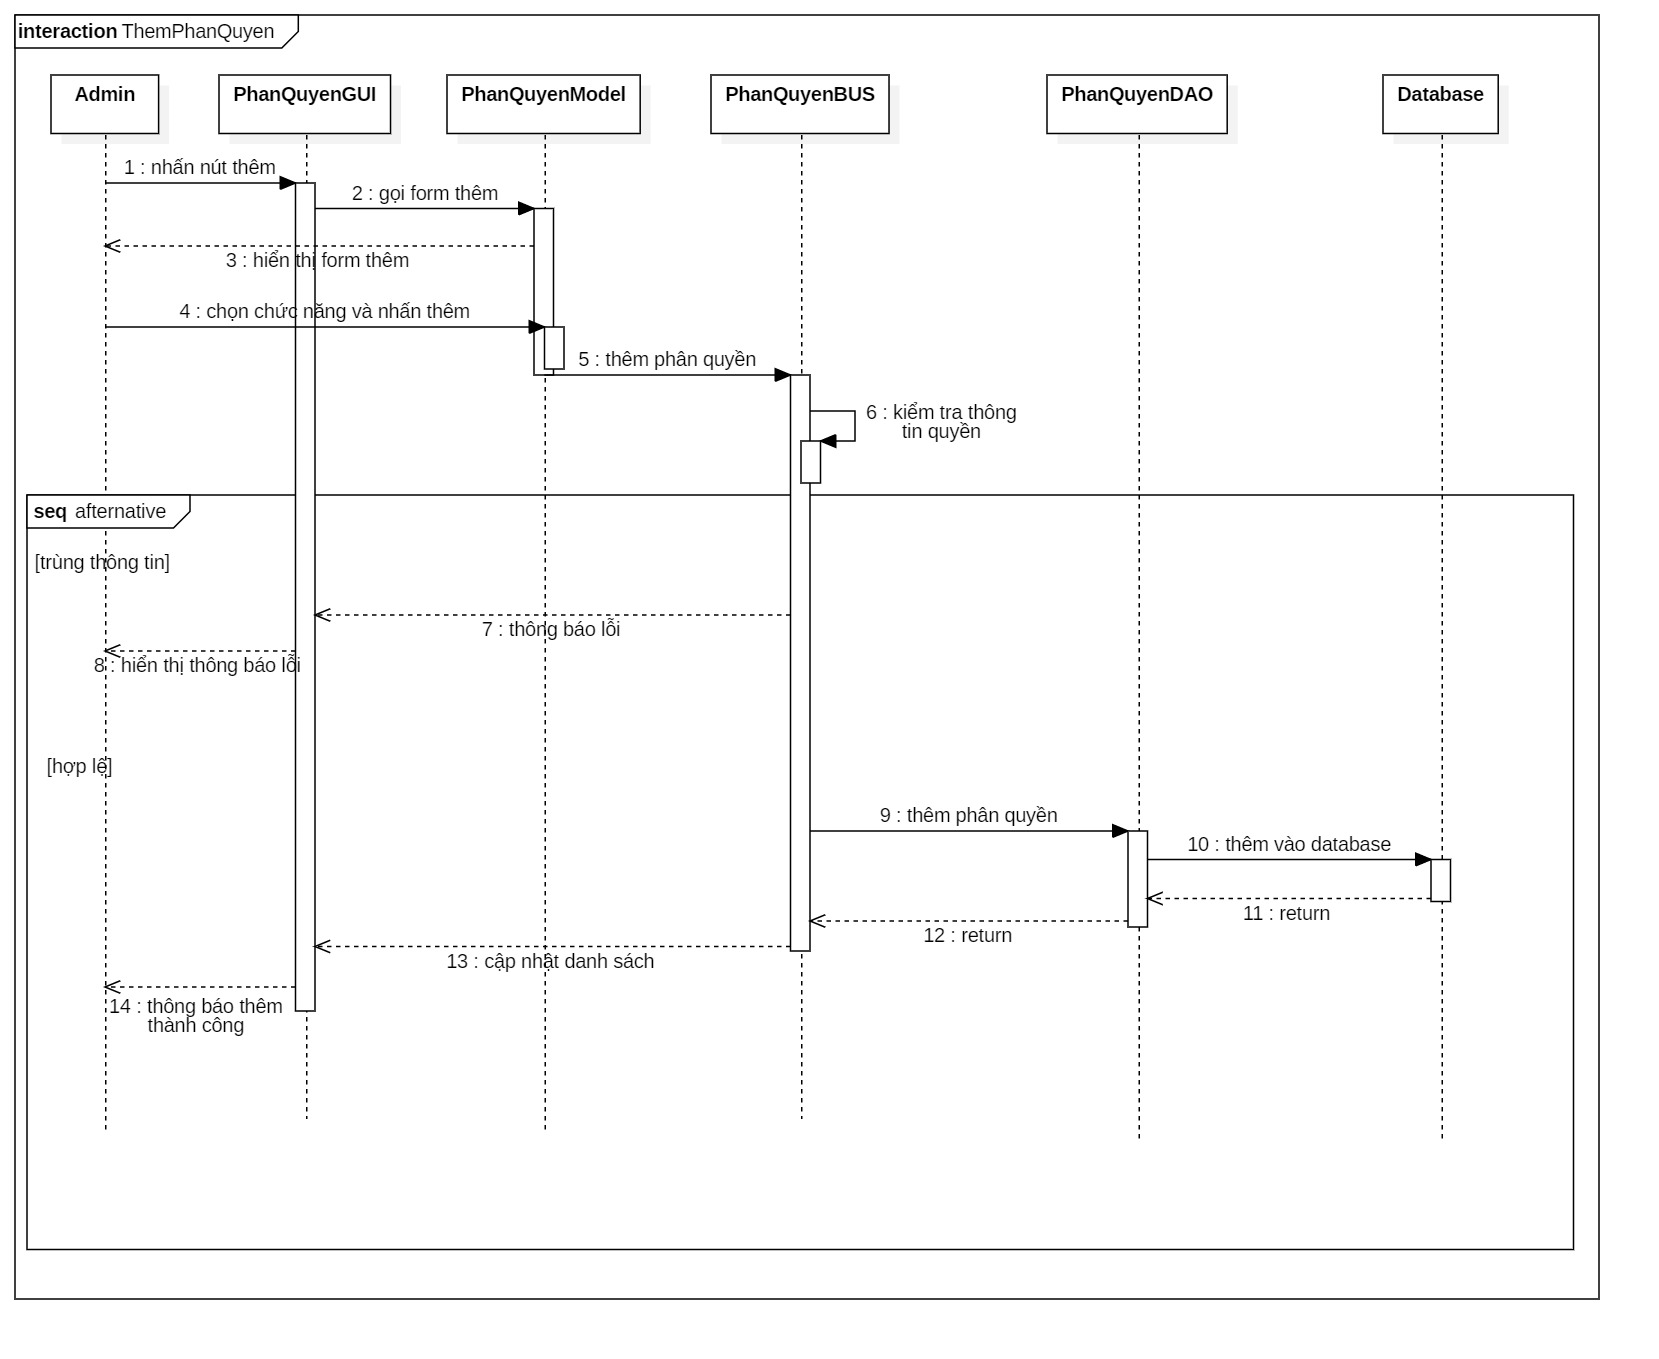 interaction ThemPhanQuyen
Admin
PhanQuyenGUI
PhanQuyenModel
PhanQuyenBUS
PhanQuyenDAO
Database
1 : nhấn nút thêm
2 : gọi form thêm
3 : hiển thị form thêm
4 : chọn chức năng và nhấn thêm
5 : thêm phân quyền
6 : kiểm tra thông
tin quyền
seq afternative
[trùng thông tin]
7 : thông báo lỗi
8 : hiển thị thông báo lỗi
[hợp lệ]
9 : thêm phân quyền
10 : thêm vào database
11 : return
12 : return
13 : cập nhật danh sách
14 : thông báo thêm
thành công